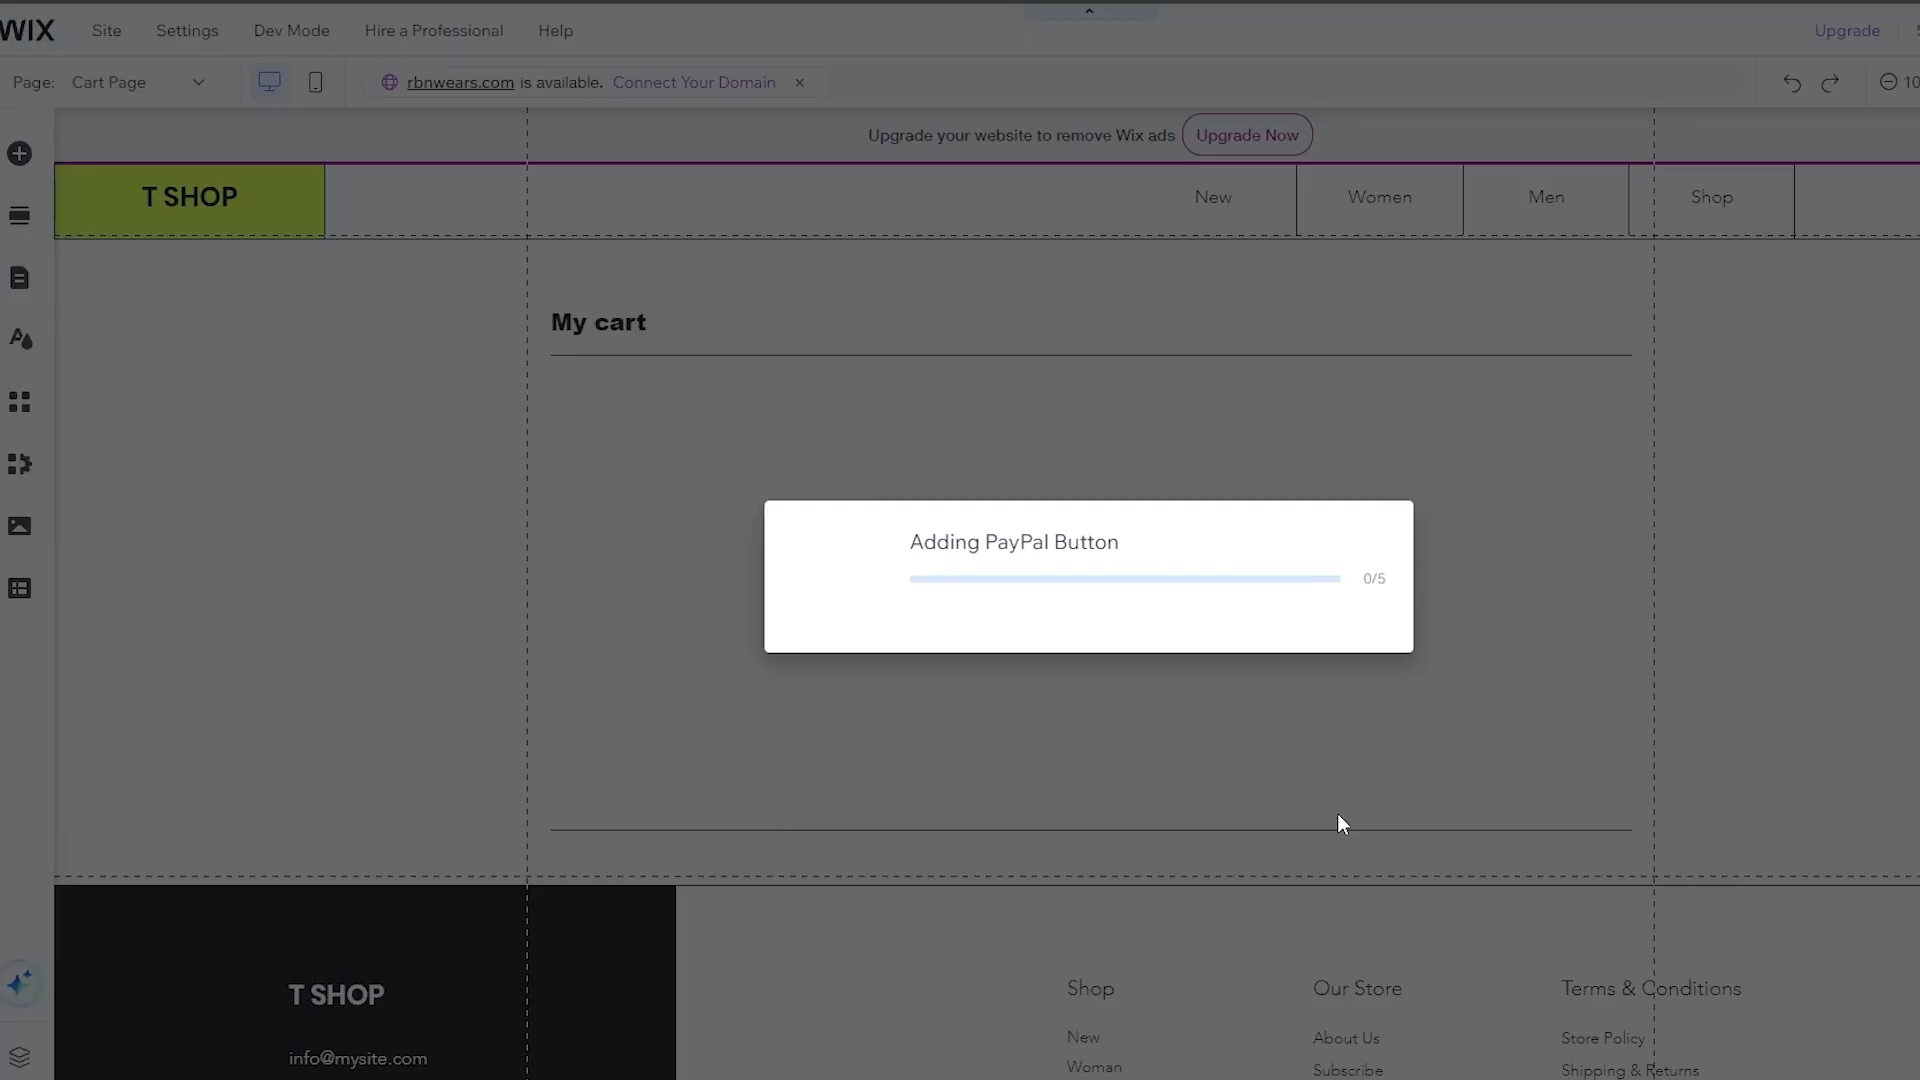 WIX Site Settings Dev Mode Hire a Professional Help Upgrade
Page: Cart Page rbnwears.com is available. Connect Your Domain × 10
Upgrade your website to remove Wix ads Upgrade Now
T SHOP New Women Men Shop
My cart
Adding PayPal Button
0/5
T SHOP
info@mysite.com
Shop
New
Woman
Our Store
About Us
Subscribe
Terms & Conditions
Store Policy
Shipping & Returns